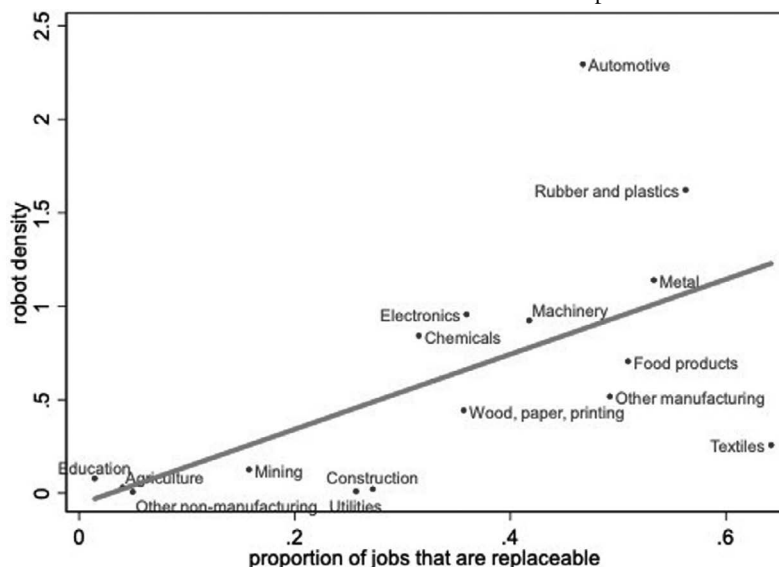 2.5
Automotive
2
Rubber and plastics
1.5
robot density
Metal
Electronics
Machinery
1
Chemicals
Food products
Other manufacturing
.5
Wood, paper, printing
Textiles
Education
Agriculture
Mining
Construction
0
Other non-manufacturing
Utilities
0 .2 .4 .6
proportion of jobs that are replaceable